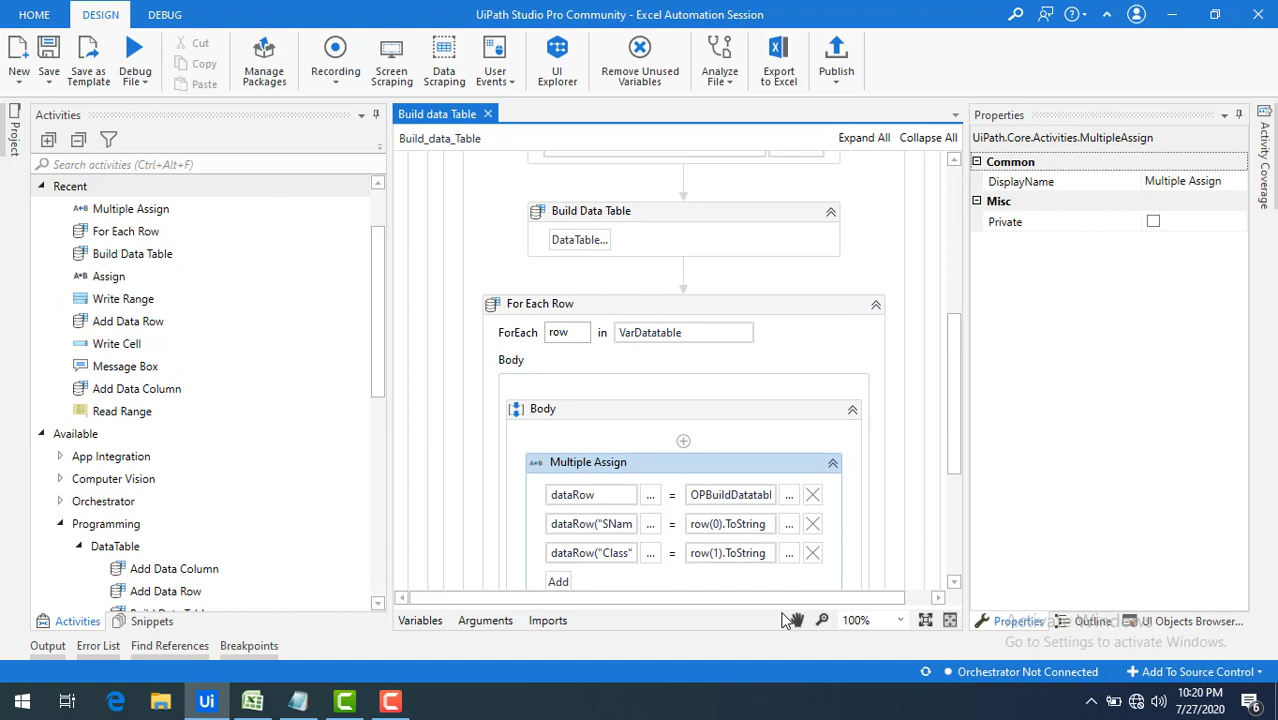 HOME DESIGN DEBUG UiPath Studio Pro Community - Excel Automation Session
New Save Save as Template Debug File Cut Copy Paste Manage Packages Recording Screen Scraping Data Scraping User Events UI Explorer Remove Unused Variables Analyze File Export to Excel Publish
Project
Activities
Search activities (Ctrl+Alt+F)
Recent
Multiple Assign
For Each Row
Build Data Table
Assign
Write Range
Add Data Row
Write Cell
Message Box
Add Data Column
Read Range
Available
App Integration
Computer Vision
Orchestrator
Programming
DataTable
Add Data Column
Add Data Row
Activities Snippets
Build data Table
Build_data_Table Expand All Collapse All
Build Data Table
DataTable...
For Each Row
ForEach row in VarDatatable
Body
Body
Multiple Assign
dataRow ... = OPBuildDatatabl ...
dataRow("SNam ... = row(0).ToString ...
dataRow("Class" ... = row(1).ToString ...
Add
Variables Arguments Imports 100%
Properties
UiPath.Core.Activities.MultipleAssign
Common
DisplayName Multiple Assign
Misc
Private
Activity Coverage
Properties Outline UI Objects Browser...
Activate Windows
Go to Settings to activate Windows.
Output Error List Find References Breakpoints
Orchestrator Not Connected Add To Source Control
Ui
10:20 PM
7/27/2020
6